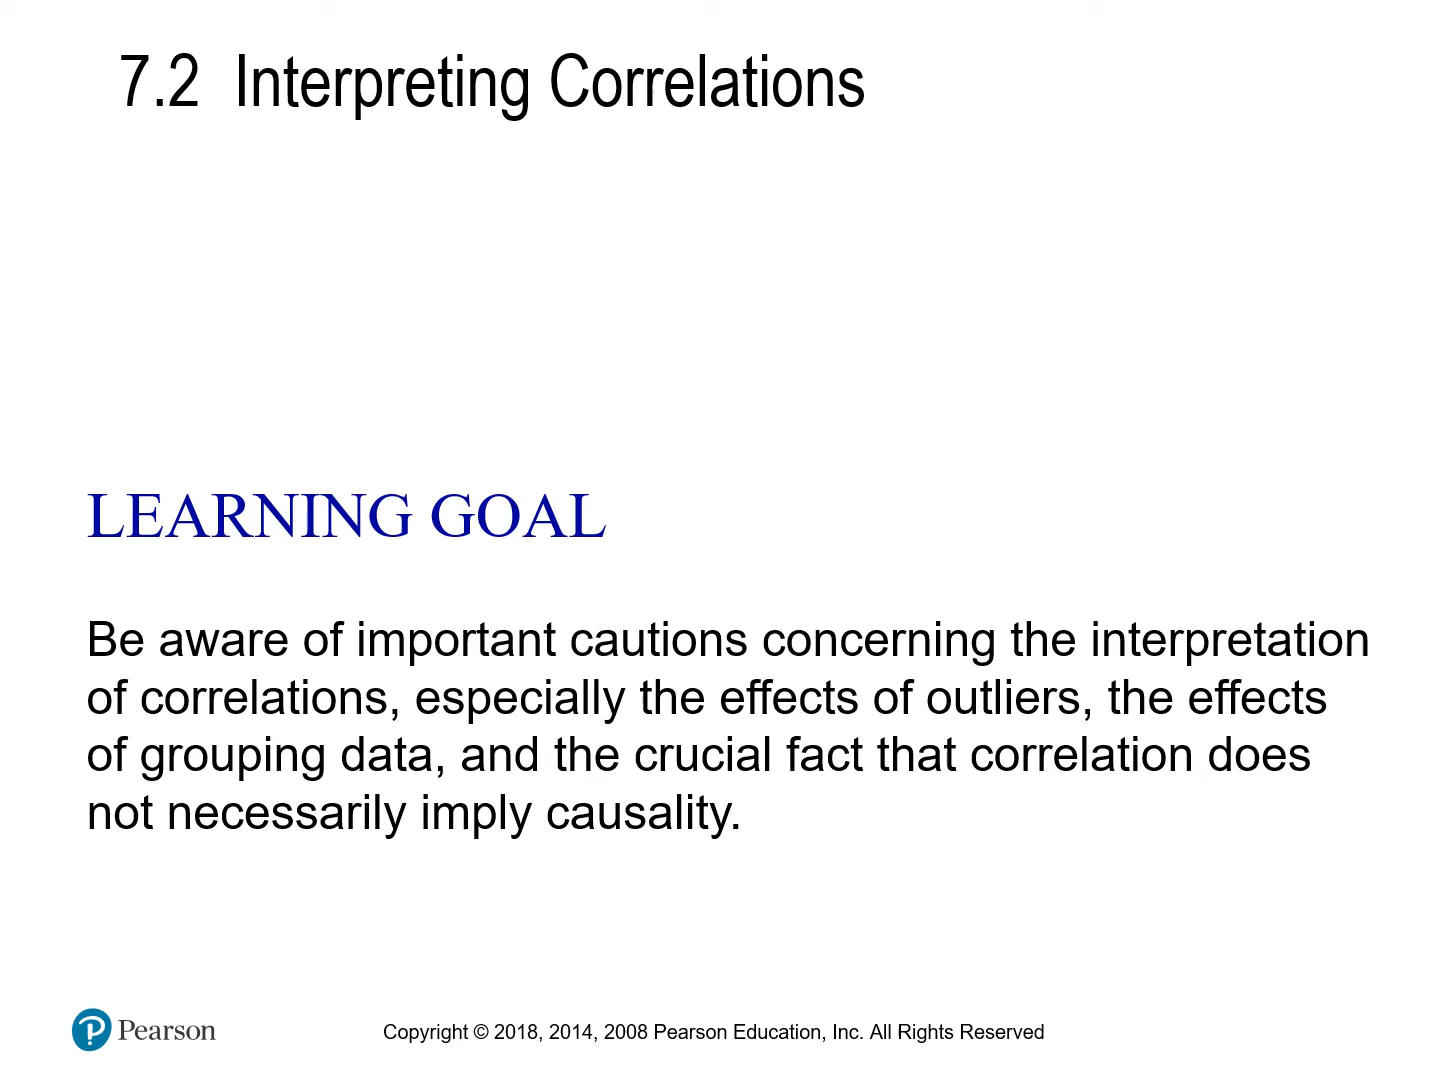 7.2 Interpreting Correlations
LEARNING GOAL
Be aware of important cautions concerning the interpretation
of correlations, especially the effects of outliers, the effects
of grouping data, and the crucial fact that correlation does
not necessarily imply causality.
Pearson
Copyright © 2018, 2014, 2008 Pearson Education, Inc. All Rights Reserved